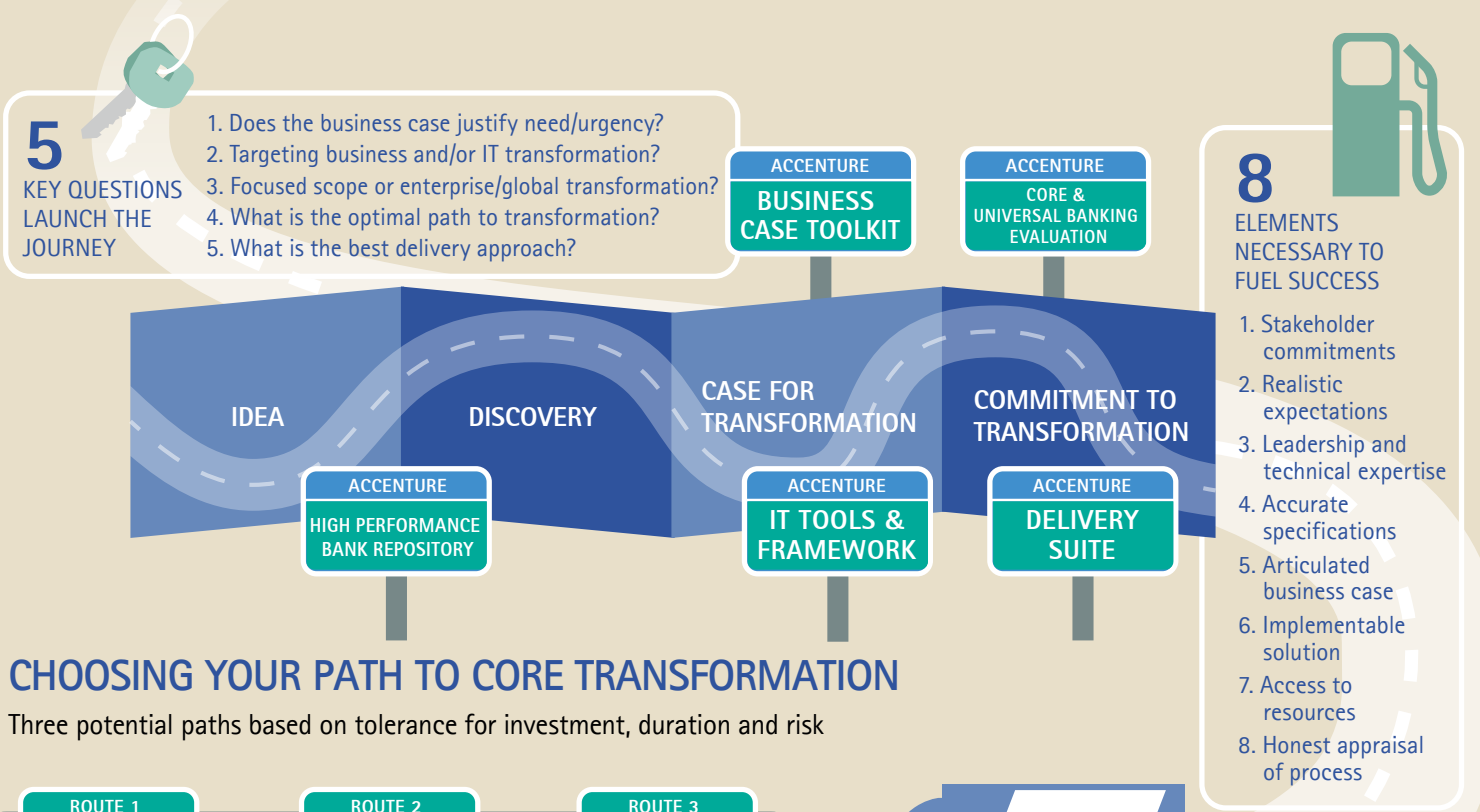 5
KEY QUESTIONS
LAUNCH THE
JOURNEY
1. Does the business case justify need/urgency?
2. Targeting business and/or IT transformation?
3. Focused scope or enterprise/global transformation?
4. What is the optimal path to transformation?
5. What is the best delivery approach?
ACCENTURE
BUSINESS
CASE TOOLKIT
ACCENTURE
CORE &
UNIVERSAL BANKING
EVALUATION
IDEA
DISCOVERY
CASE FOR
TRANSFORMATION
COMMITMENT TO
TRANSFORMATION
ACCENTURE
HIGH PERFORMANCE
BANK REPOSITORY
ACCENTURE
IT TOOLS &
FRAMEWORK
ACCENTURE
DELIVERY
SUITE
8
ELEMENTS
NECESSARY TO
FUEL SUCCESS
1. Stakeholder
commitments
2. Realistic
expectations
3. Leadership and
technical expertise
4. Accurate
specifications
5. Articulated
business case
6. Implementable
solution
7. Access to
resources
8. Honest appraisal
of process
CHOOSING YOUR PATH TO CORE TRANSFORMATION
Three potential paths based on tolerance for investment, duration and risk
ROUTE 1
ROUTE 2
ROUTE 3